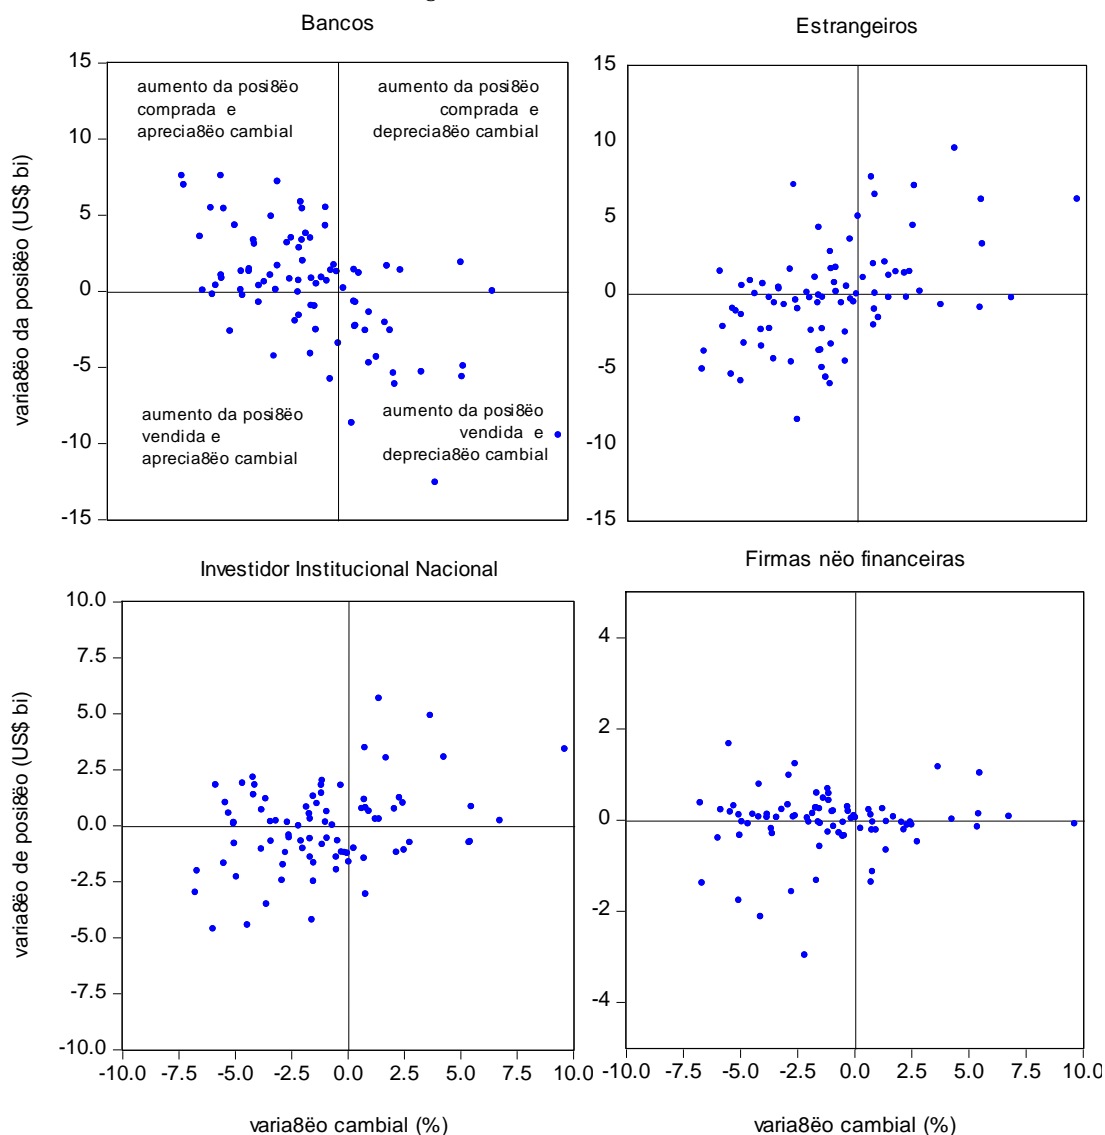 Bancos
15
10
5
0
-5
-10
-15
variaëëo da posi8ëo (US$ bi)
aumento da posi8ëo
comprada e
aprecia8ëo cambial
aumento da posi8ëo
comprada e
deprecia8ëo cambial
aumento da posi8ëo
vendida e
aprecia8ëo cambial
aumento da posi8ëo
vendida e
deprecia8ëo cambial
Estrangeiros
15
10
5
0
-5
-10
-15
Investidor Institucional Nacional
10.0
7.5
5.0
2.5
0.0
-2.5
-5.0
-7.5
-10.0
varia8ëo de posi8ëo (US$ bi)
-10.0 -7.5 -5.0 -2.5 0.0 2.5 5.0 7.5 10.0
varia8ëo cambial (%)
Firmas nëo financeiras
4
2
0
-2
-4
-10.0 -7.5 -5.0 -2.5 0.0 2.5 5.0 7.5 10.0
varia8ëo cambial (%)